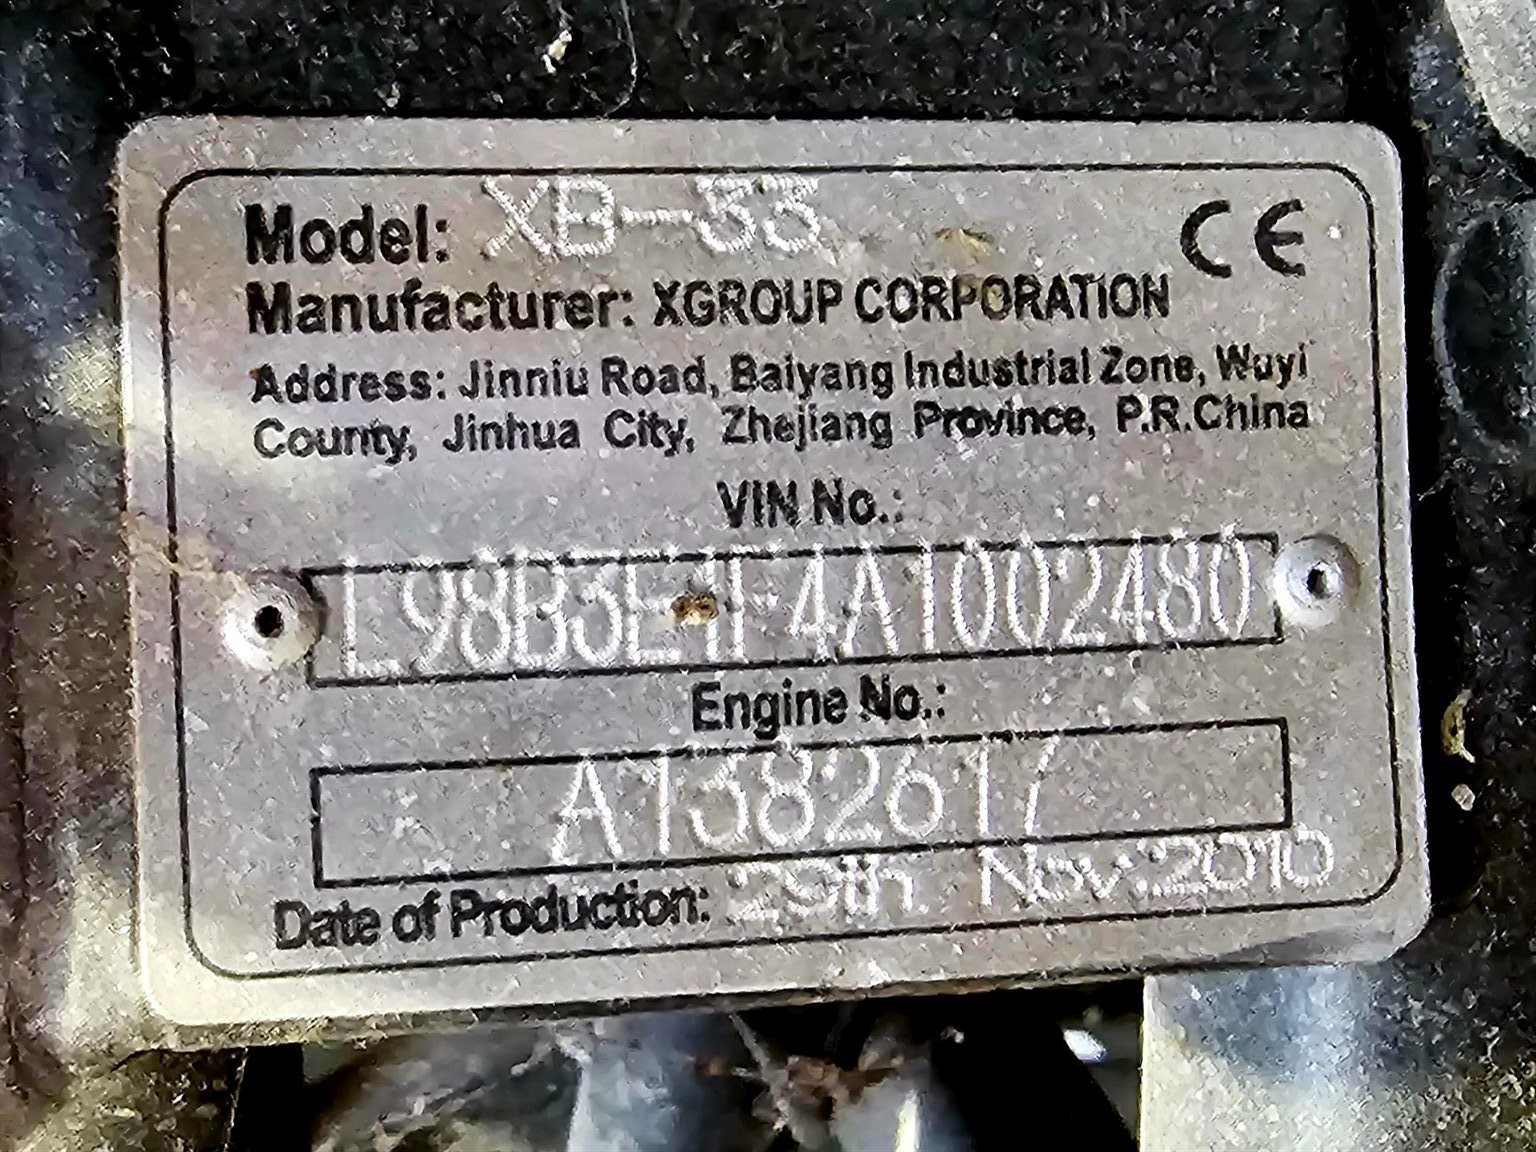 Model: XB-33
CE
Manufacturer: XGROUP CORPORATION
Address: Jinniu Road, Baiyang Industrial Zone, Wuyi
County, Jinhua City, Zhejiang Province, P.R.China
VIN No.:
L98B3E1F4A1002480
Engine No.:
A1382617
Date of Production: 29th. Nov.2010